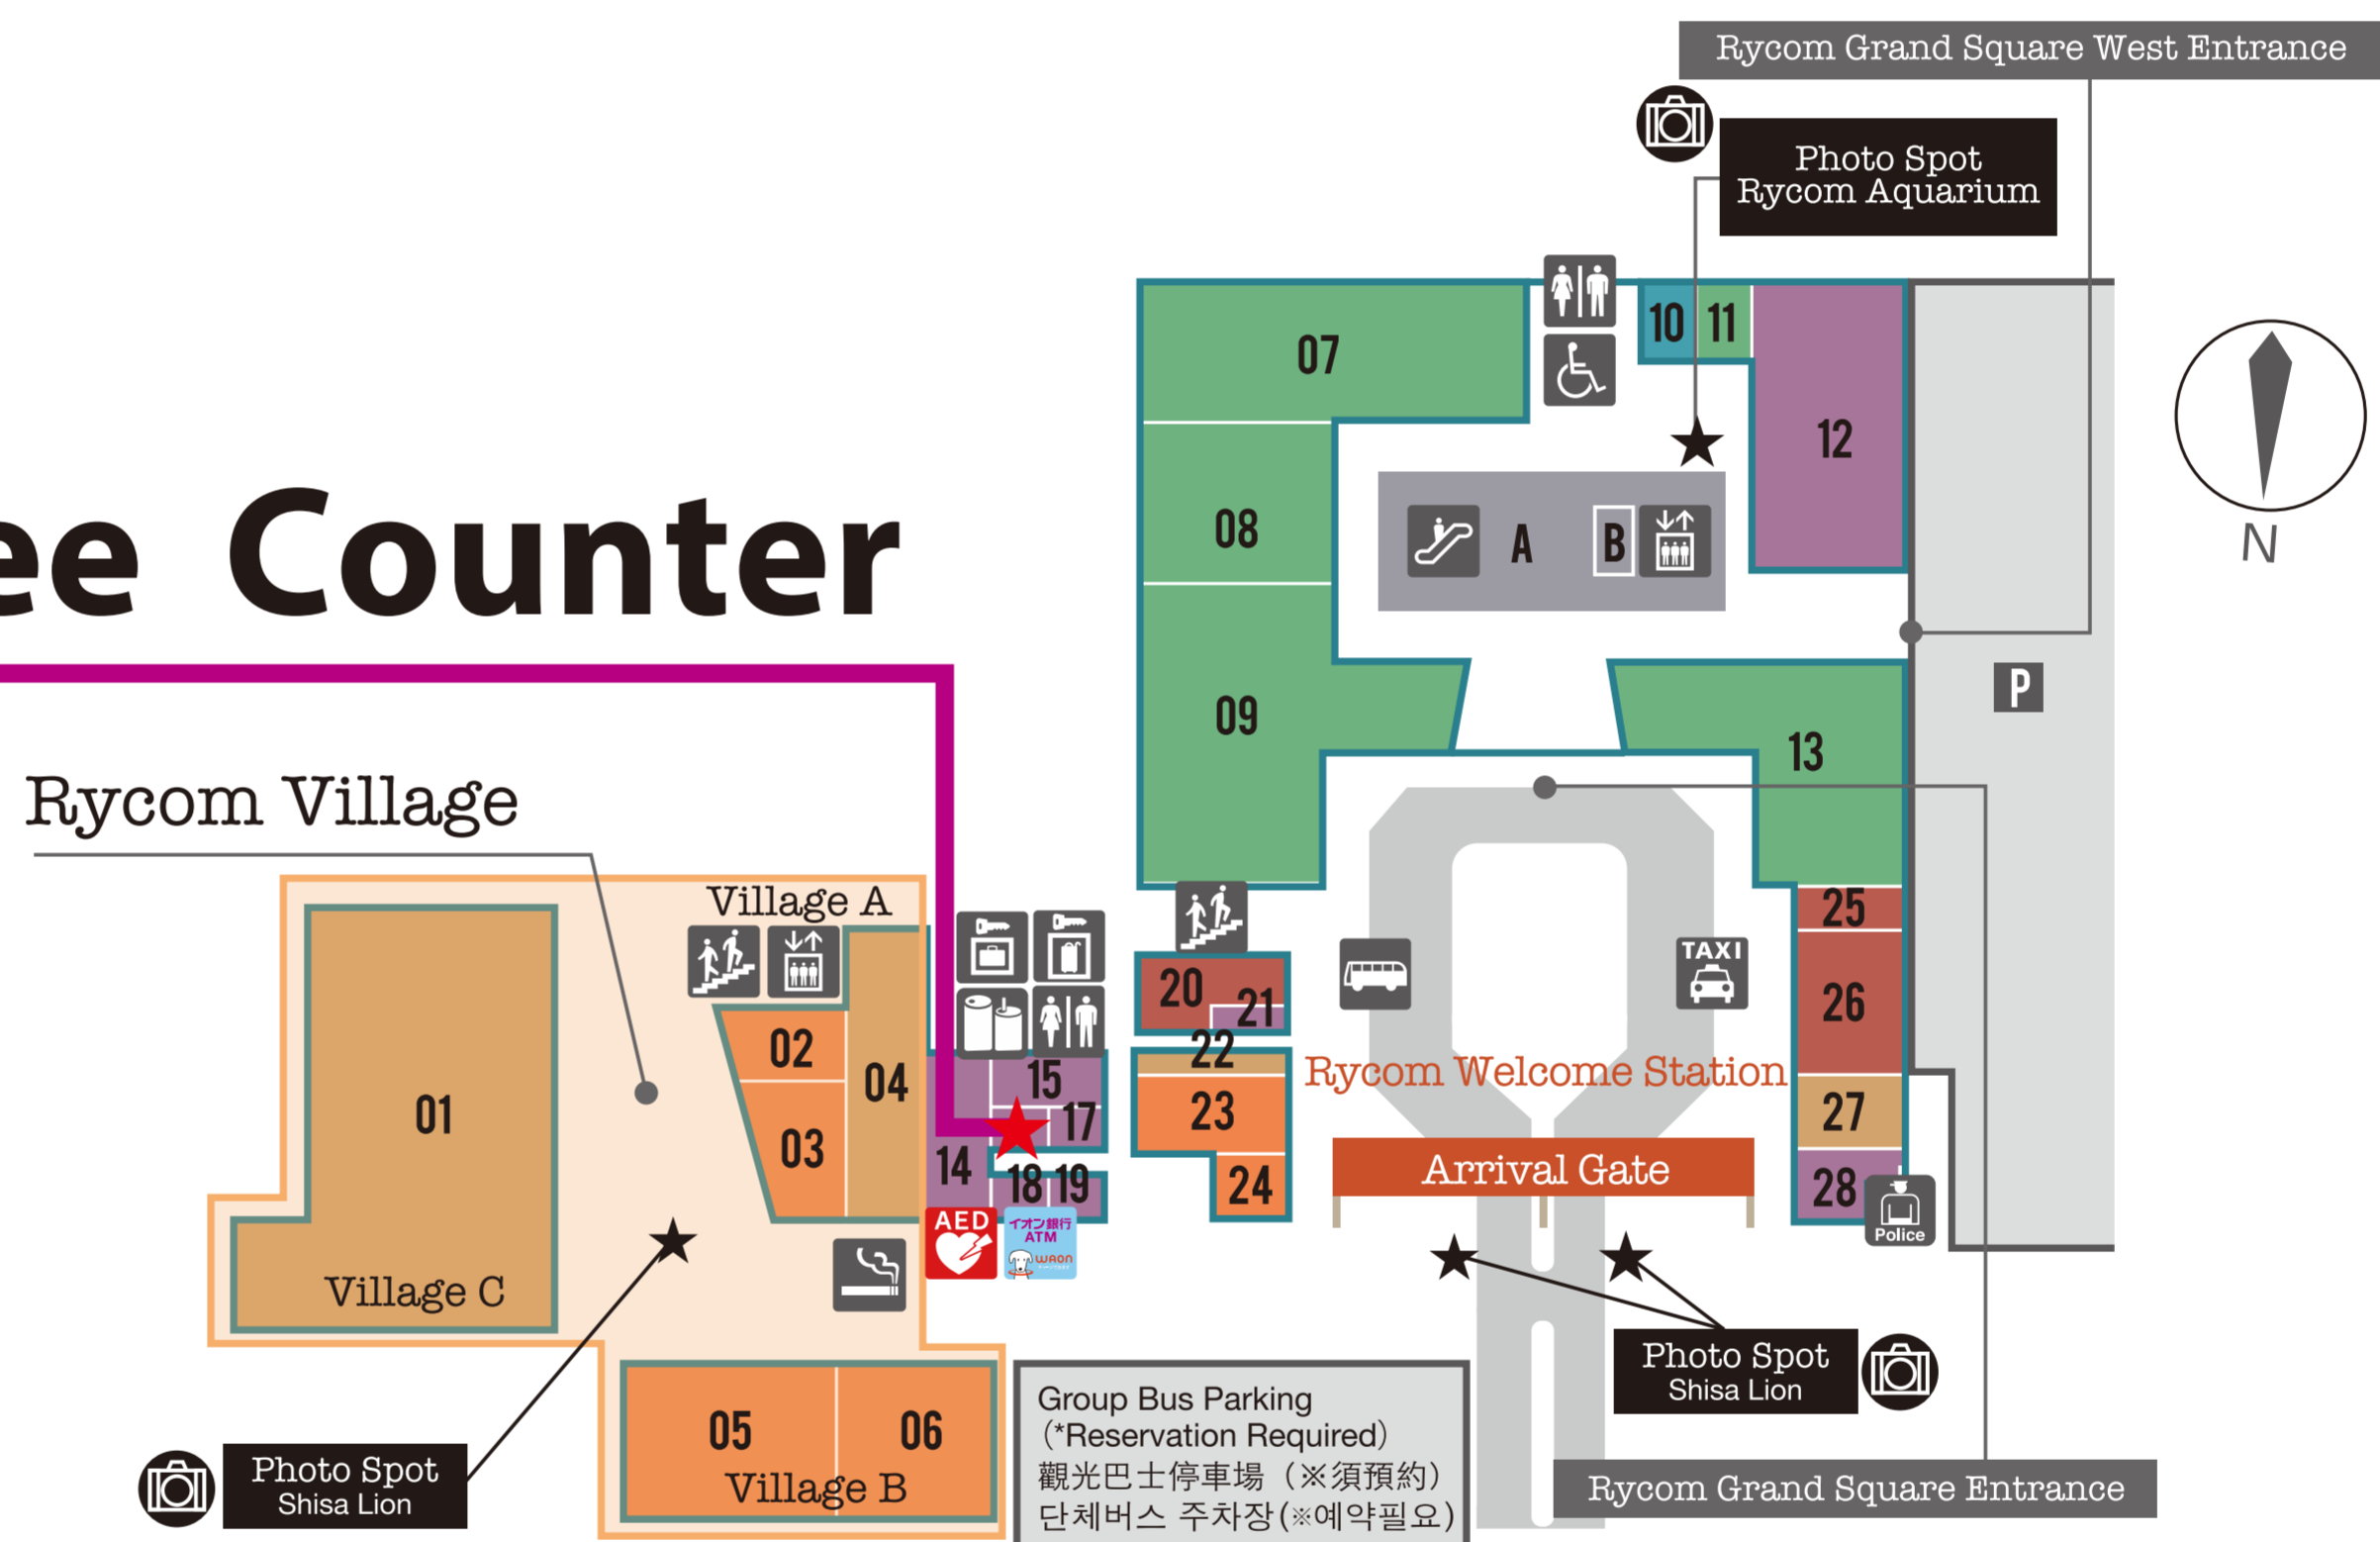 Rycom Grand Square West Entrance
Photo Spot
Rycom Aquarium
07
10
11
12
08
A
B
N
ee Counter
09
13
P
Rycom Village
Village A
01
02
03
04
Village C
05
06
Village B
Photo Spot
Shisa Lion
14
15
17
18
19
AED
イオン銀行
ATM
WAON
20
21
22
23
24
TAXI
Rycom Welcome Station
Arrival Gate
25
26
27
28
Police
Photo Spot
Shisa Lion
Group Bus Parking
(*Reservation Required)
觀光巴士停車場（※須預約）
단체버스 주차장(※예약필요)
Rycom Grand Square Entrance